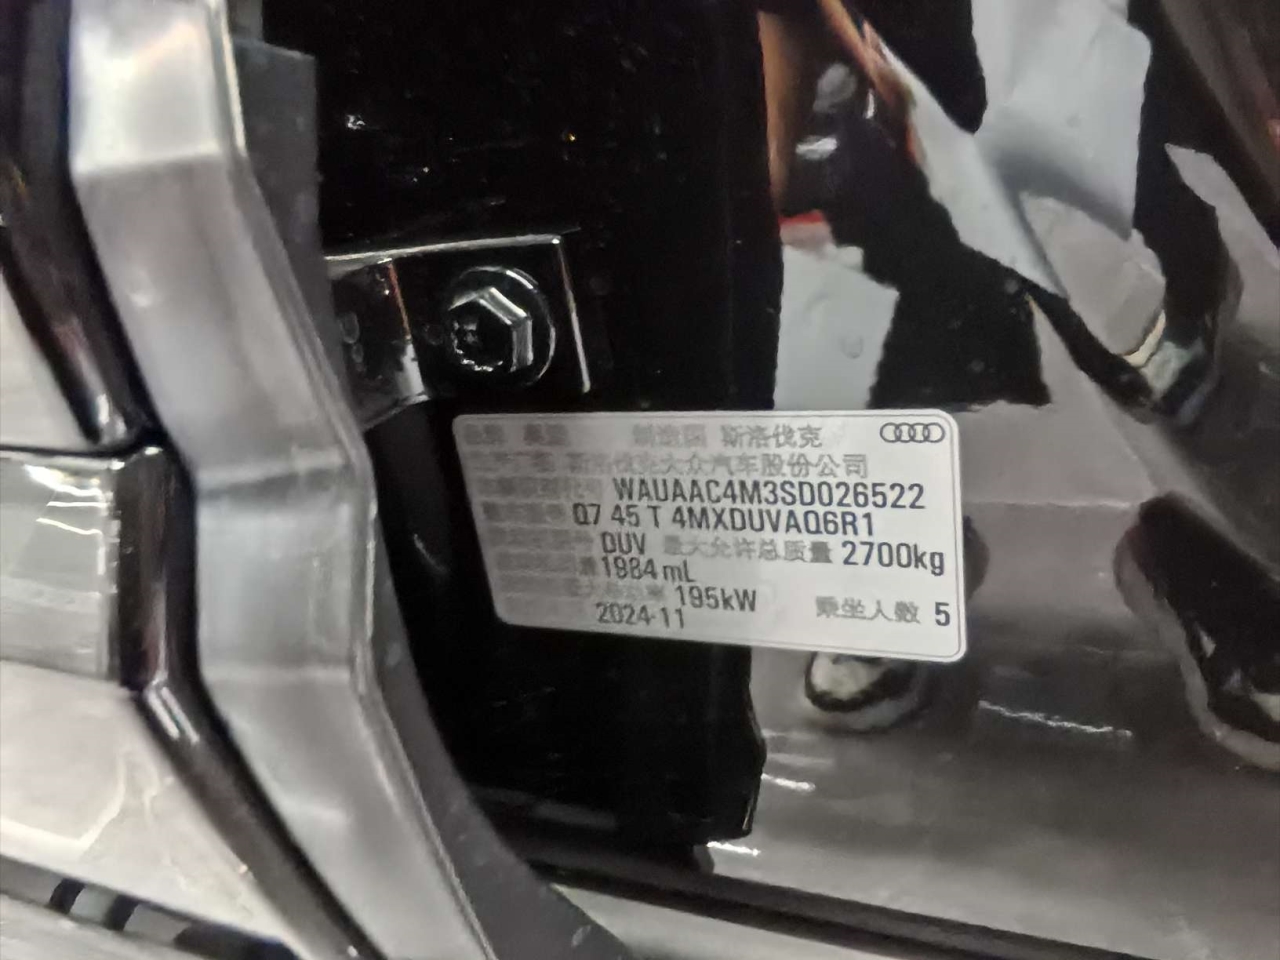 品牌 奥迪 制造国 斯洛伐克
斯洛伐克大众汽车股份公司
WAUAAC4M3SD026522
Q7 45 T 4MXDUVAQ6R1
DUV 最大允许总质量 2700kg
1984 mL
195kW 乘坐人数 5
2024-11